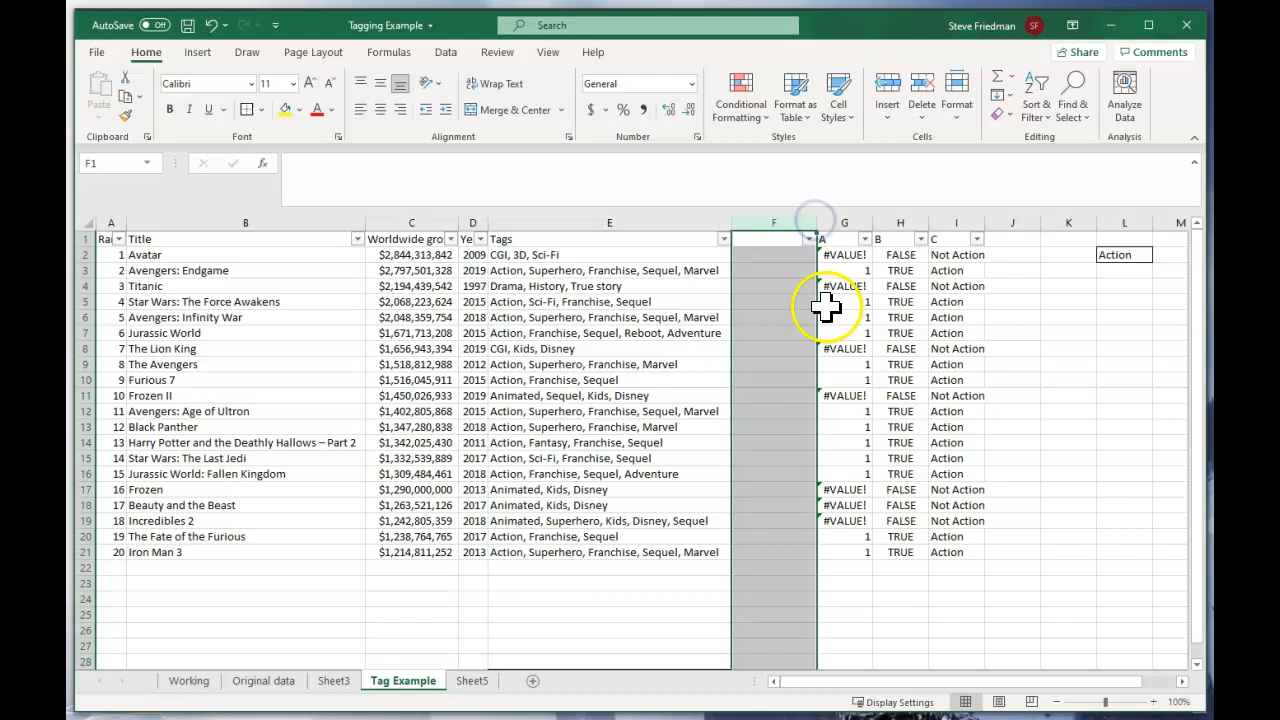 AutoSave Off Tagging Example Search Steve Friedman SF
File Home Insert Draw Page Layout Formulas Data Review View Help Share Comments
Paste Calibri 11 A A Wrap Text General Conditional Formatting Format as Table Cell Styles Insert Delete Format Sort & Filter Find & Select Analyze Data
B I U Merge & Center $ % ,
Clipboard Font Alignment Number Styles Cells Editing Analysis
F1 fx
A B C D E F G H I J K L M
1 Ra Title Worldwide gro Ye Tags A B C
2 1 Avatar $2,844,313,842 2009 CGI, 3D, Sci-Fi #VALUE! FALSE Not Action Action
3 2 Avengers: Endgame $2,797,501,328 2019 Action, Superhero, Franchise, Sequel, Marvel 1 TRUE Action
4 3 Titanic $2,194,439,542 1997 Drama, History, True story #VALUE! FALSE Not Action
5 4 Star Wars: The Force Awakens $2,068,223,624 2015 Action, Sci-Fi, Franchise, Sequel 1 TRUE Action
6 5 Avengers: Infinity War $2,048,359,754 2018 Action, Superhero, Franchise, Sequel, Marvel 1 TRUE Action
7 6 Jurassic World $1,671,713,208 2015 Action, Franchise, Sequel, Reboot, Adventure 1 TRUE Action
8 7 The Lion King $1,656,943,394 2019 CGI, Kids, Disney #VALUE! FALSE Not Action
9 8 The Avengers $1,518,812,988 2012 Action, Superhero, Franchise, Sequel, Marvel 1 TRUE Action
10 9 Furious 7 $1,516,045,911 2015 Action, Franchise, Sequel 1 TRUE Action
11 10 Frozen II $1,450,026,933 2019 Animated, Sequel, Kids, Disney #VALUE! FALSE Not Action
12 11 Avengers: Age of Ultron $1,402,805,868 2015 Action, Superhero, Franchise, Sequel, Marvel 1 TRUE Action
13 12 Black Panther $1,347,280,838 2018 Action, Superhero, Franchise, Marvel 1 TRUE Action
14 13 Harry Potter and the Deathly Hallows – Part 2 $1,342,025,430 2011 Action, Fantasy, Franchise, Sequel 1 TRUE Action
15 14 Star Wars: The Last Jedi $1,332,539,889 2017 Action, Sci-Fi, Franchise, Sequel 1 TRUE Action
16 15 Jurassic World: Fallen Kingdom $1,309,484,461 2018 Action, Franchise, Sequel, Adventure 1 TRUE Action
17 16 Frozen $1,290,000,000 2013 Animated, Kids, Disney #VALUE! FALSE Not Action
18 17 Beauty and the Beast $1,263,521,126 2017 Animated, Kids, Disney #VALUE! FALSE Not Action
19 18 Incredibles 2 $1,242,805,359 2018 Animated, Superhero, Kids, Disney, Sequel #VALUE! FALSE Not Action
20 19 The Fate of the Furious $1,238,764,765 2017 Action, Franchise, Sequel 1 TRUE Action
21 20 Iron Man 3 $1,214,811,252 2013 Action, Superhero, Franchise, Sequel, Marvel 1 TRUE Action
22
23
24
25
26
27
28
Working Original data Sheet3 Tag Example Sheet5
Display Settings 100%